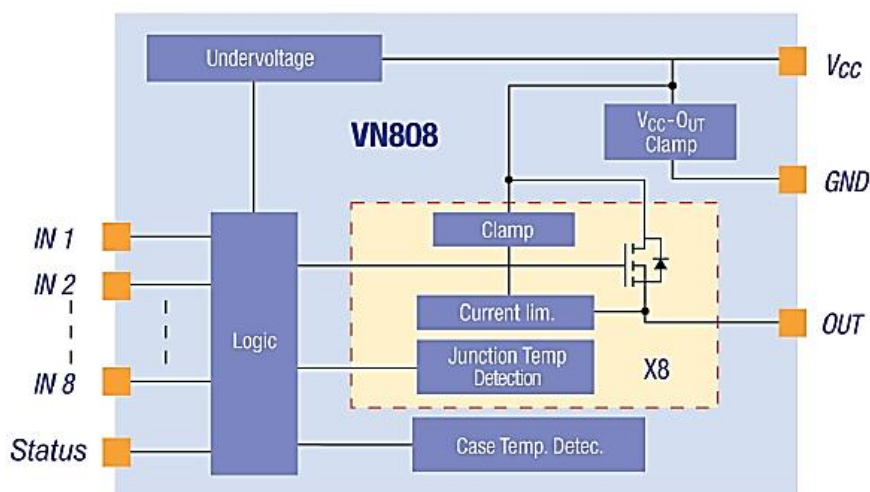 Undervoltage
Vcc
VN808
VCC-OUT
Clamp
GND
IN 1
Clamp
IN 2
Current lim.
OUT
Logic
Junction Temp
Detection
X8
IN 8
Status
Case Temp. Detec.